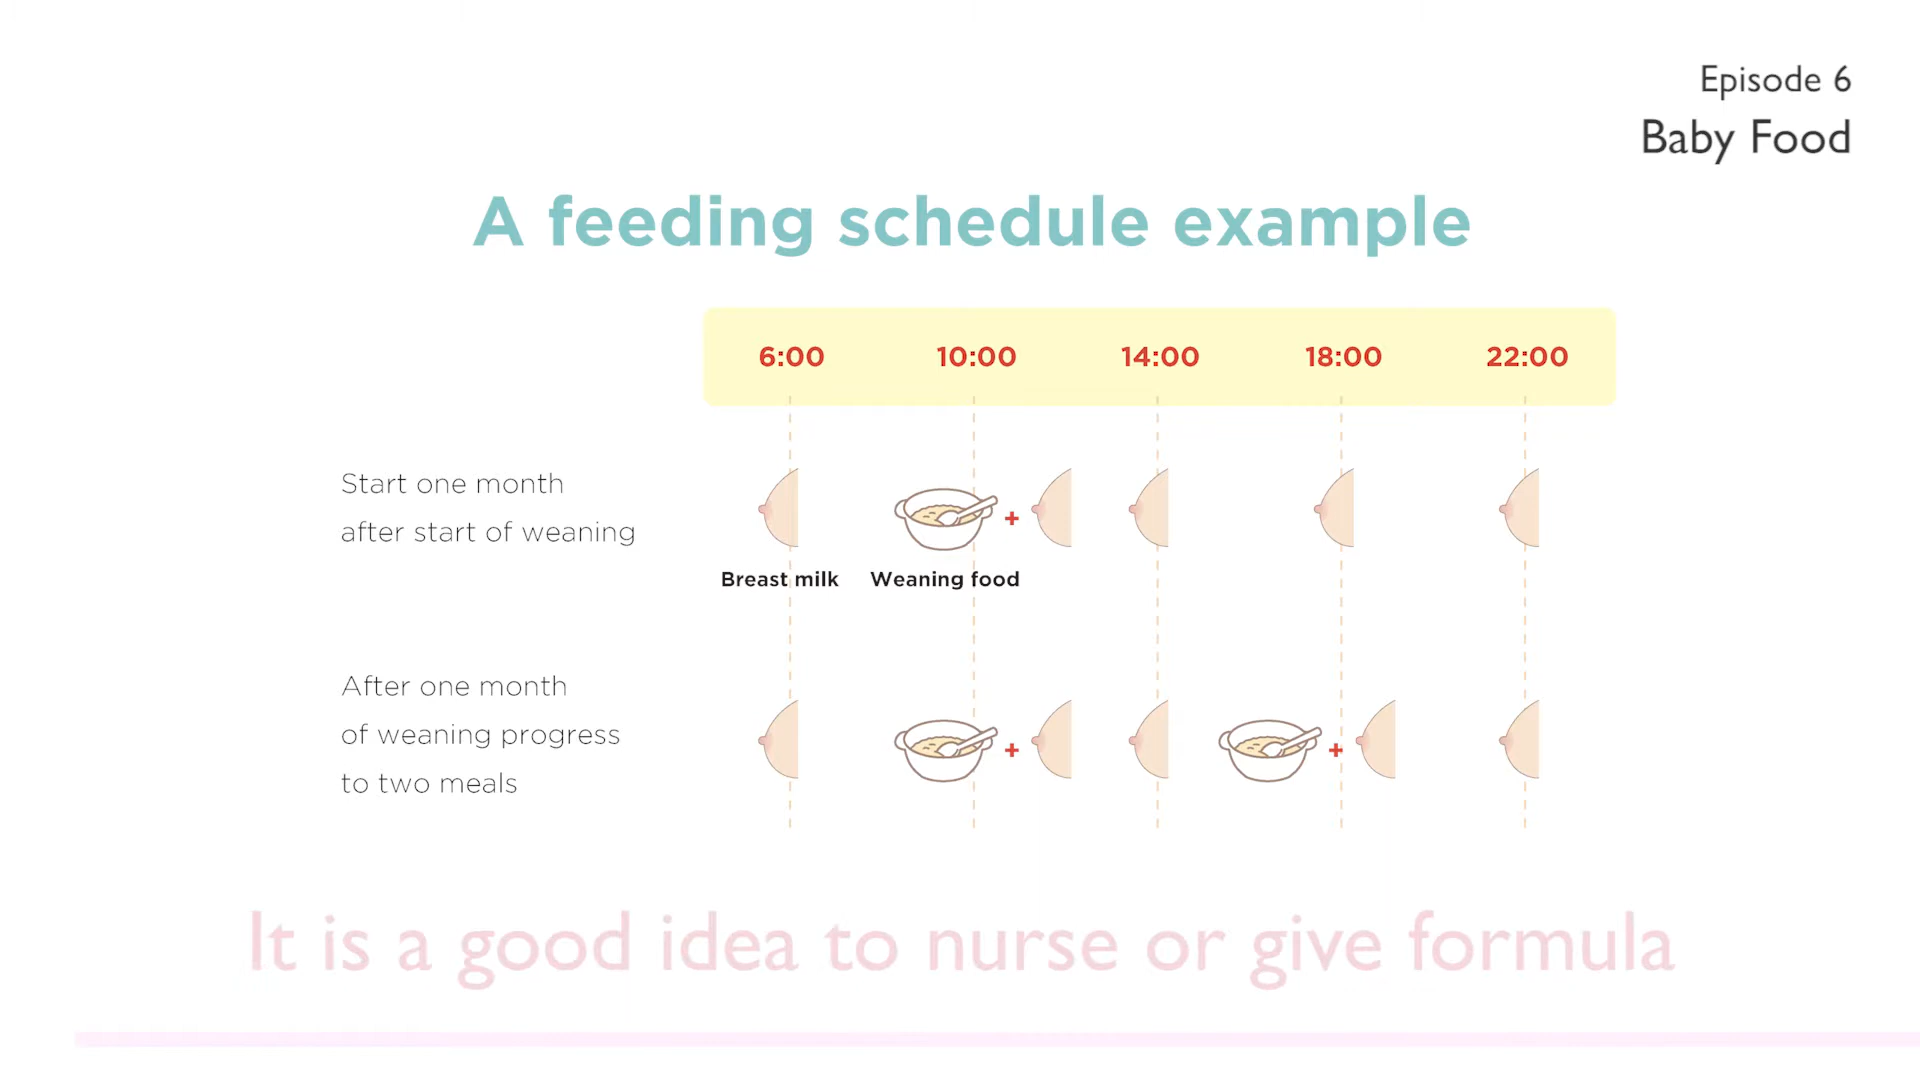 Episode 6
Baby Food
A feeding schedule example
6:00 10:00 14:00 18:00 22:00
Start one month
after start of weaning
+
Breast milk Weaning food
After one month
of weaning progress
to two meals
+ +
It is a good idea to nurse or give formula